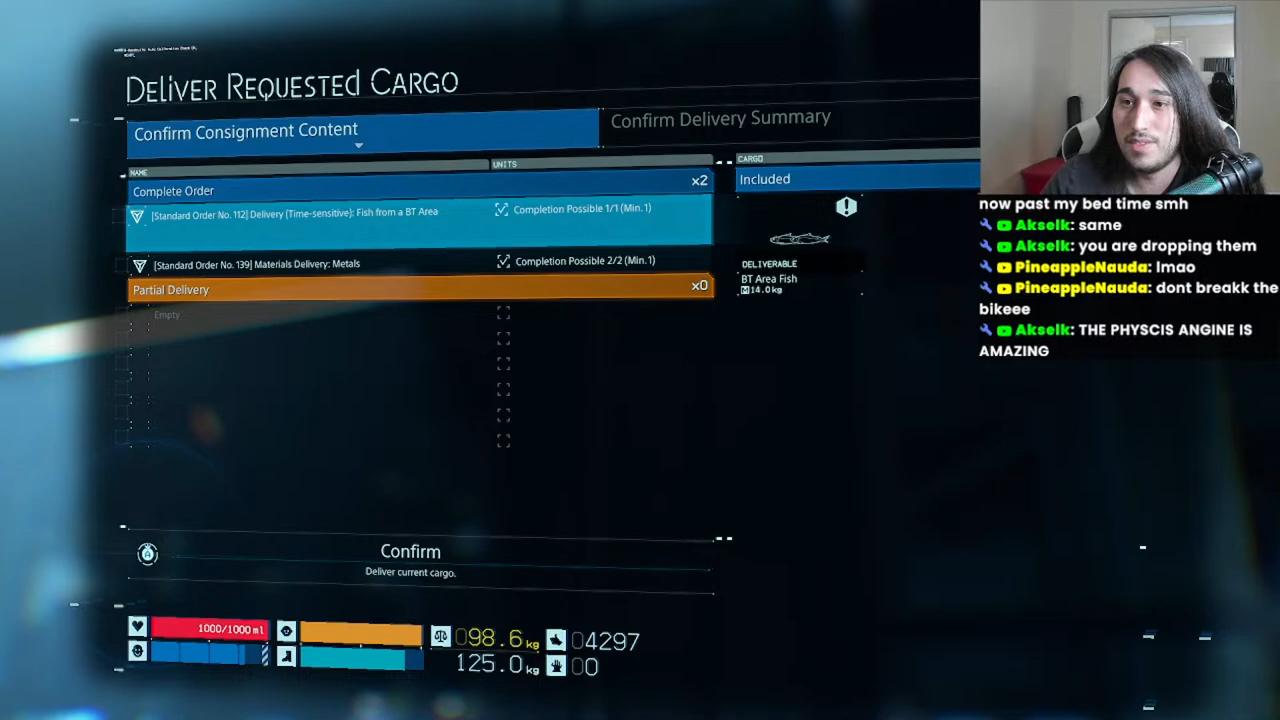 Deliver Requested Cargo
Confirm Consignment Content
Confirm Delivery Summary
NAME
UNITS
CARGO
Complete Order
x2
Included
[Standard Order No. 112] Delivery (Time-sensitive): Fish from a BT Area
Completion Possible 1/1 (Min.1)
[Standard Order No. 139] Materials Delivery: Metals
Completion Possible 2/2 (Min.1)
DELIVERABLE
BT Area Fish
M 14.0kg
Partial Delivery
x0
Empty
Confirm
Deliver current cargo.
1000/1000 ml
098.6 kg
125.0 kg
04297
00
now past my bed time smh
Akselk: same
Akselk: you are dropping them
PineappleNauda: lmao
PineappleNauda: dont breakk the
bikeee
Akselk: THE PHYSCIS ANGINE IS
AMAZING